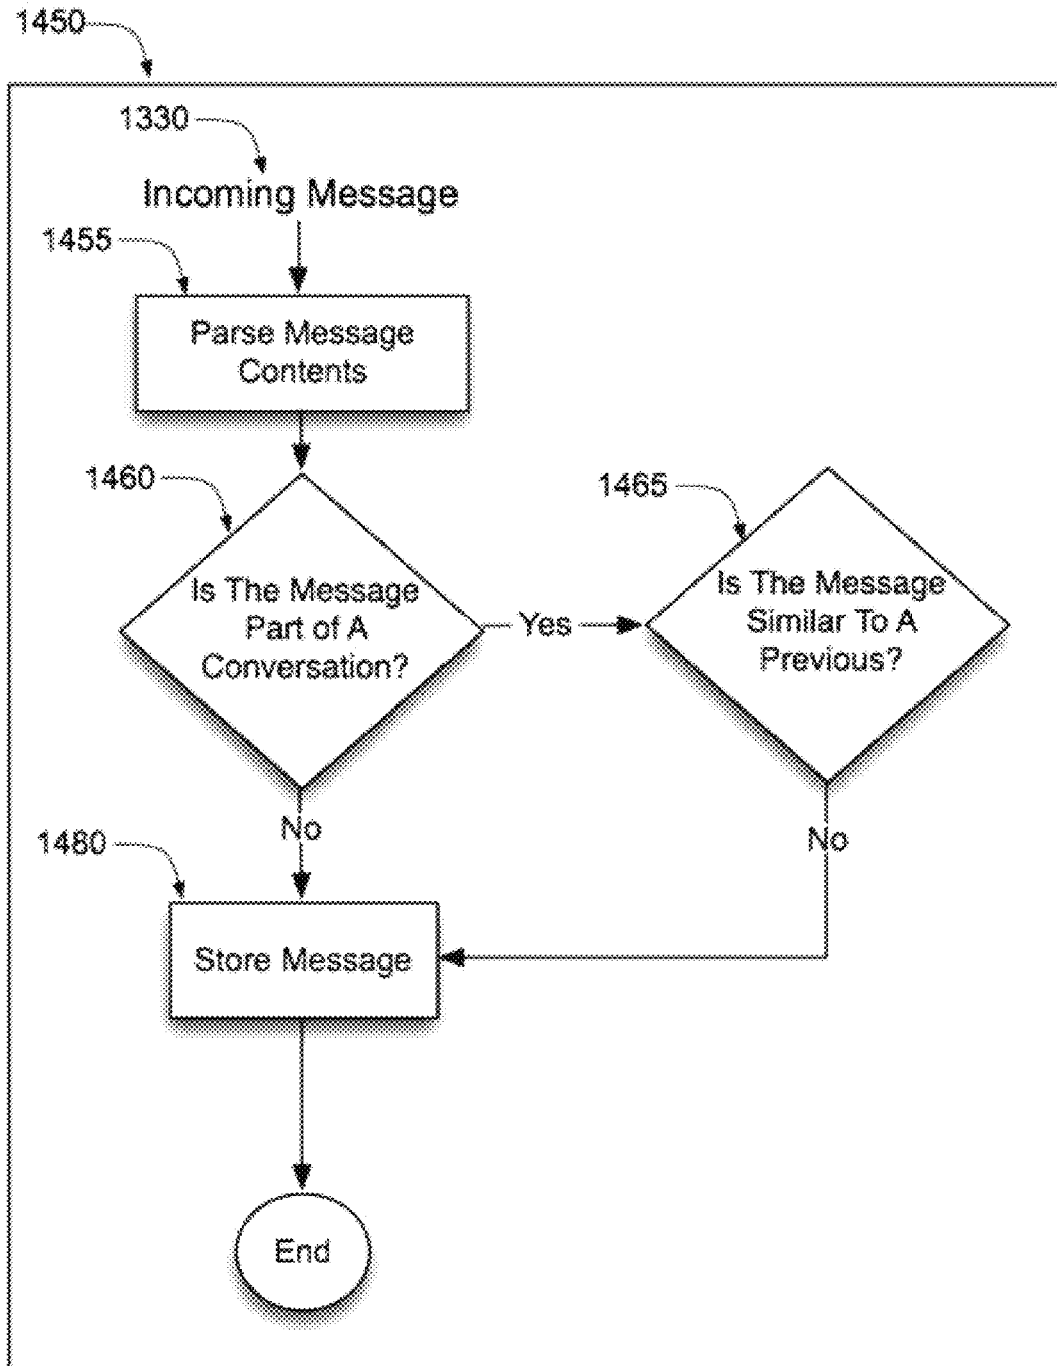 1450
1330
Incoming Message
1455
Parse Message
Contents
1460
Is The Message
Part of A
Conversation?
Yes
1465
Is The Message
Similar To A
Previous?
No
No
1480
Store Message
End